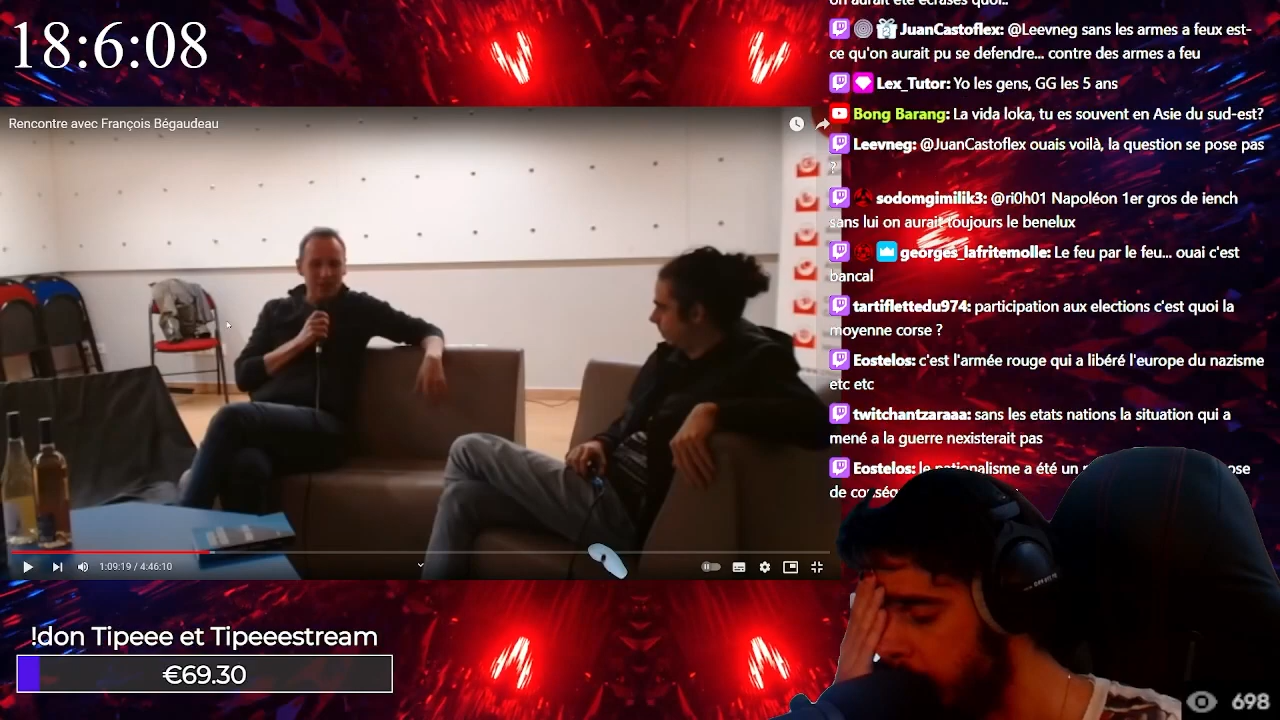 18:6:08
Rencontre avec François Bégaudeau
1:09:19 / 4:46:10
!don Tipeee et Tipeeestream
€69.30
JuanCastoflex: @Leevneg sans les armes a feux est-
ce qu'on aurait pu se defendre... contre des armes a feu
Lex_Tutor: Yo les gens, GG les 5 ans
Bong Barang: La vida loka, tu es souvent en Asie du sud-est?
Leevneg: @JuanCastoflex ouais voilà, la question se pose pas
?
sodomgimilik3: @ri0h01 Napoléon 1er gros de iench
sans lui on aurait toujours le benelux
georges_lafritemolle: Le feu par le feu... ouai c'est
bancal
tartiflettedu974: participation aux elections c'est quoi la
moyenne corse ?
Eostelos: c'est l'armée rouge qui a libéré l'europe du nazisme
etc etc
twitchantzaraaa: sans les etats nations la situation qui a
mené a la guerre nexisterait pas
Eostelos: le nationalisme a été un
de
698